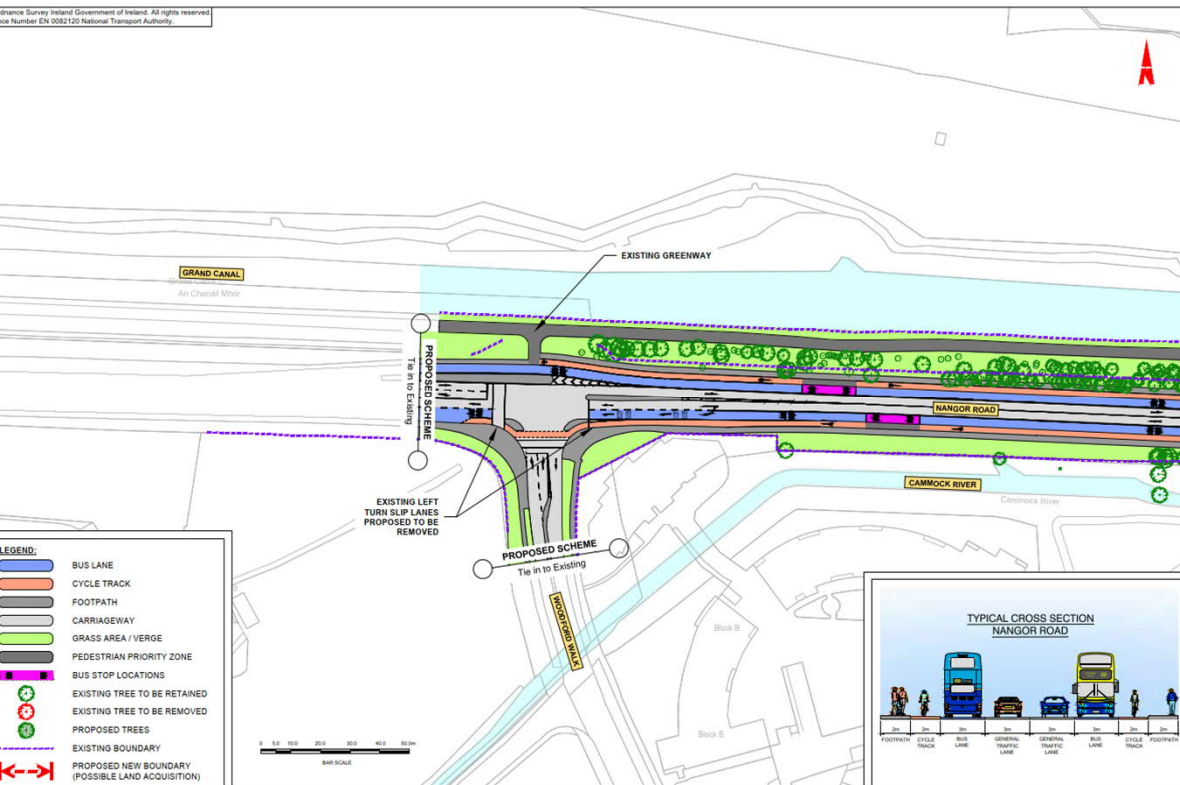 rdnance Survey Ireland Government of Ireland. All rights reserved.
nce Number EN 0082120 National Transport Authority.
EXISTING GREENWAY
GRAND CANAL
An Chanáil Mhór
PROPOSED SCHEME
Tie in to Existing
NANGOR ROAD
CAMMOCK RIVER
Cammock River
EXISTING LEFT
TURN SLIP LANES
PROPOSED TO BE
REMOVED
PROPOSED SCHEME
Tie in to Existing
WOODFORD WALK
Block B
Block B
LEGEND:
BUS LANE
CYCLE TRACK
FOOTPATH
CARRIAGEWAY
GRASS AREA / VERGE
PEDESTRIAN PRIORITY ZONE
BUS STOP LOCATIONS
EXISTING TREE TO BE RETAINED
EXISTING TREE TO BE REMOVED
PROPOSED TREES
EXISTING BOUNDARY
PROPOSED NEW BOUNDARY
(POSSIBLE LAND ACQUISITION)
0 5.0 10.0 20.0 30.0 40.0 50.0m
BAR SCALE
TYPICAL CROSS SECTION
NANGOR ROAD
2m 2m 3m 3m 3m 3m 2m 2m
FOOTPATH CYCLE TRACK BUS LANE GENERAL TRAFFIC LANE GENERAL TRAFFIC LANE BUS LANE CYCLE TRACK FOOTPATH